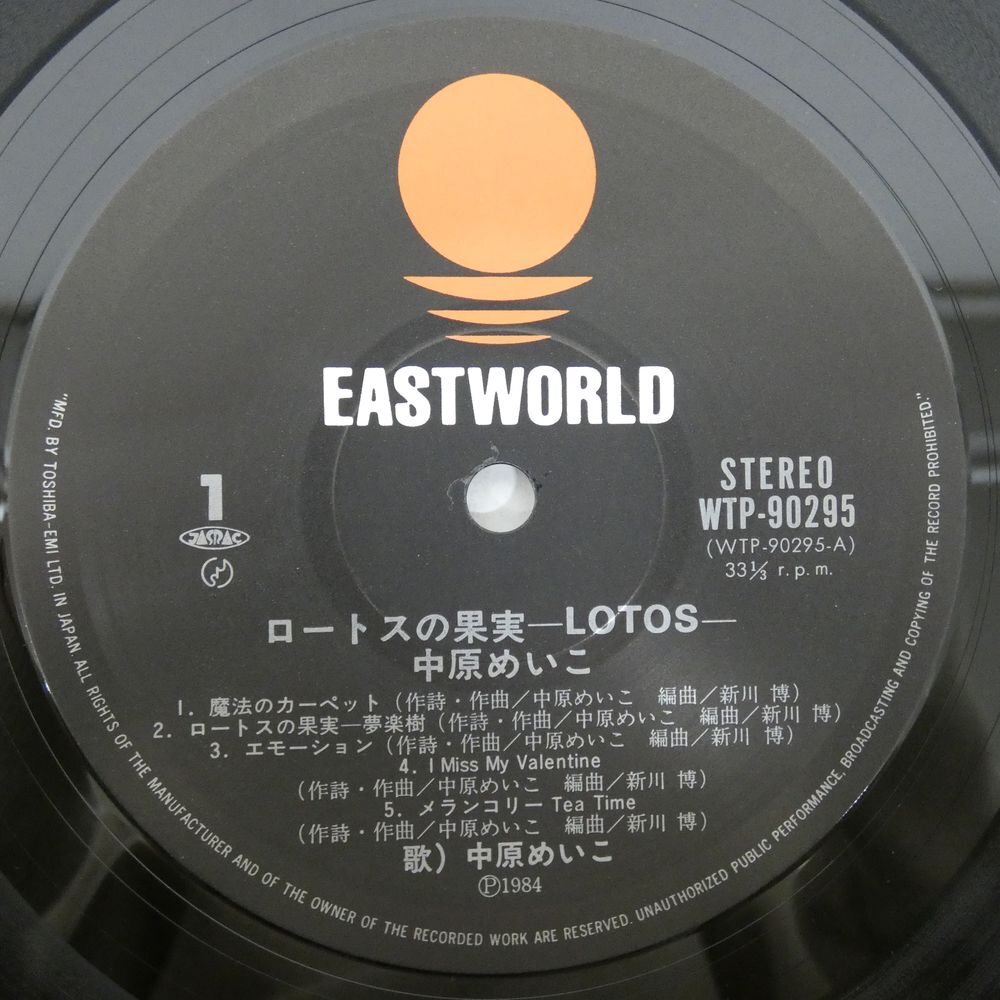 EASTWORLD
1
JASRAC
STEREO
WTP-90295
(WTP-90295-A)
33⅓ r.p.m.
ロートスの果実—LOTOS—
中原めいこ
1. 魔法のカーペット（作詩・作曲／中原めいこ 編曲／新川 博）
2. ロートスの果実—夢楽樹（作詩・作曲／中原めいこ 編曲／新川 博）
3. エモーション（作詩・作曲／中原めいこ 編曲／新川 博）
4. I Miss My Valentine
（作詩・作曲／中原めいこ 編曲／新川 博）
5. メランコリー Tea Time
（作詩・作曲／中原めいこ 編曲／新川 博）
歌）中原めいこ
Ⓟ1984
"MFD. BY TOSHIBA-EMI LTD. IN JAPAN. ALL RIGHTS OF THE MANUFACTURER AND OF THE OWNER OF THE RECORDED WORK ARE RESERVED. UNAUTHORIZED PUBLIC PERFORMANCE, BROADCASTING AND COPYING OF THE RECORD PROHIBITED."